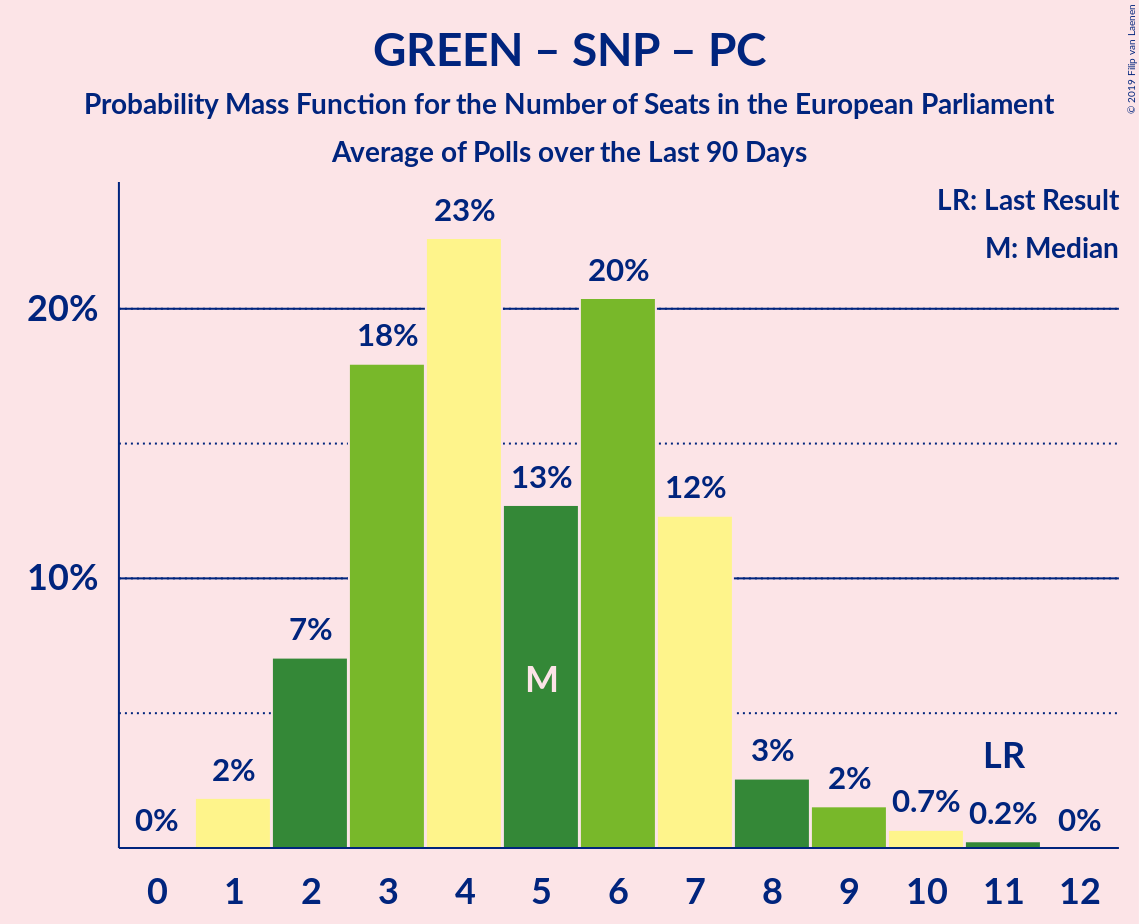 GREEN – SNP – PC
Probability Mass Function for the Number of Seats in the European Parliament
Average of Polls over the Last 90 Days
© 2019 Filip van Laenen
LR: Last Result
M: Median
23%
20%
20%
18%
13%
12%
10%
7%
M
3%
LR
2%
2%
0.7%
0.2%
0%
0%
0 1 2 3 4 5 6 7 8 9 10 11 12